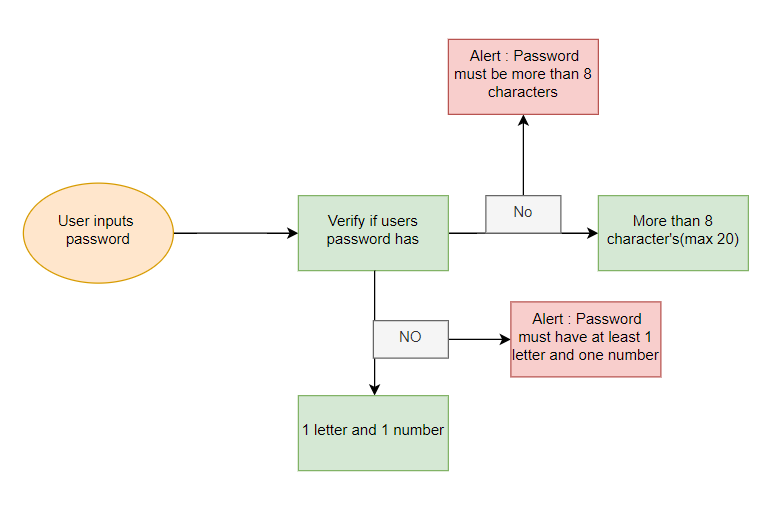 Alert : Password
must be more than 8
characters
User inputs
password
Verify if users
password has
No
More than 8
character's(max 20)
NO
Alert : Password
must have at least 1
letter and one number
1 letter and 1 number